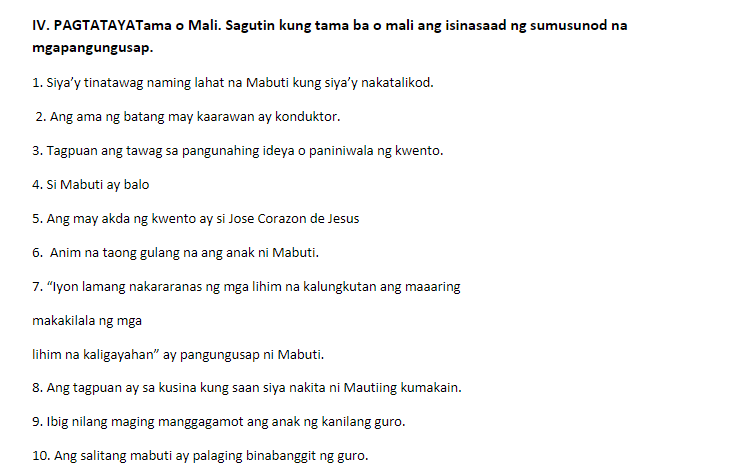 IV. PAGTATAYATama o Mali. Sagutin kung tama ba o mali ang isinasaad ng sumusunod na
mgapangungusap.
1. Siya’y tinatawag naming lahat na Mabuti kung siya’y nakatalikod.
2. Ang ama ng batang may kaarawan ay konduktor.
3. Tagpuan ang tawag sa pangunahing ideya o paniniwala ng kwento.
4. Si Mabuti ay balo
5. Ang may akda ng kwento ay si Jose Corazon de Jesus
6. Anim na taong gulang na ang anak ni Mabuti.
7. “Iyon lamang nakararanas ng mga lihim na kalungkutan ang maaaring
makakilala ng mga
lihim na kaligayahan” ay pangungusap ni Mabuti.
8. Ang tagpuan ay sa kusina kung saan siya nakita ni Mautiing kumakain.
9. Ibig nilang maging manggagamot ang anak ng kanilang guro.
10. Ang salitang mabuti ay palaging binabanggit ng guro.